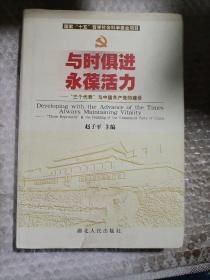 国家“十五”哲学社会科学基金项目
与时俱进
永葆活力
——“三个代表”与中国共产党的建设
Developing with the Advance of the Times
Always Maintaining Vitality
——"Three Represents" & the Building of the Communist Party of China
赵子平 主编
湖北人民出版社